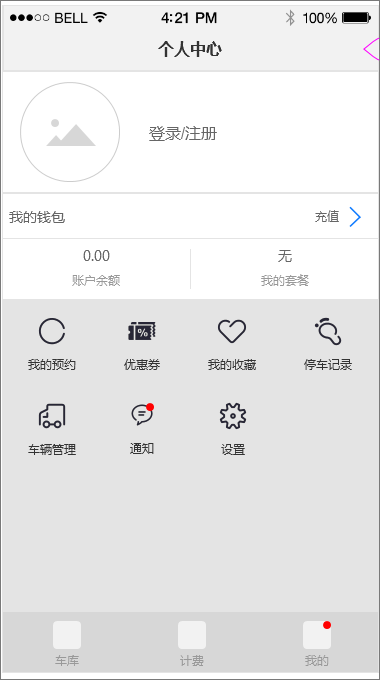 BELL 4:21 PM 100%
个人中心
登录/注册
我的钱包 充值
0.00 无
账户余额 我的套餐
% 
我的预约 优惠券 我的收藏 停车记录
车辆管理 通知 设置
车库 计费 我的